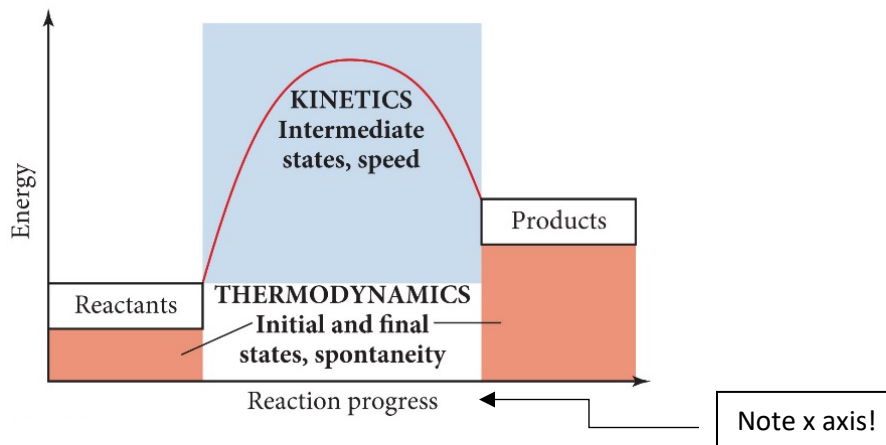 Energy
KINETICS
Intermediate
states, speed
Products
Reactants
THERMODYNAMICS
Initial and final
states, spontaneity
Reaction progress
Note x axis!